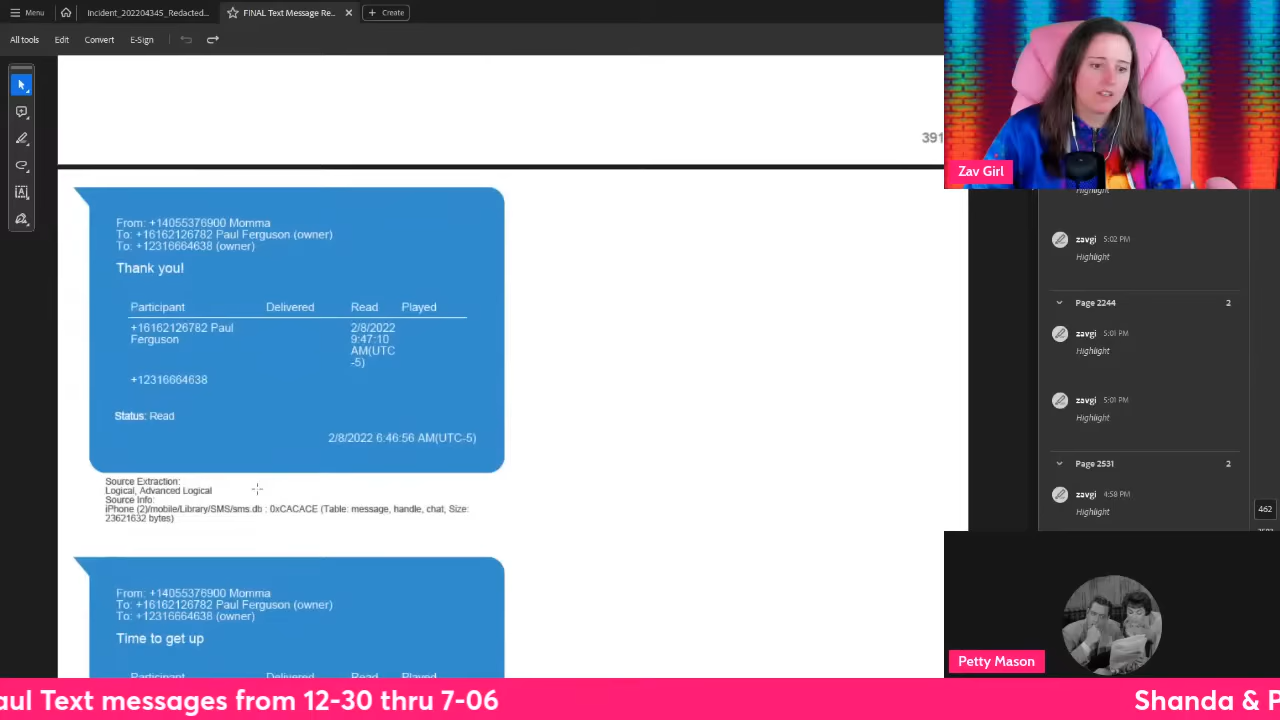 Menu
Incident_202204345_Redacted...
FINAL Text Message Re...
Create
All tools
Edit
Convert
E-Sign
391
From: +14055376900 Momma
To: +16162126782 Paul Ferguson (owner)
To: +12316664638 (owner)
Thank you!
Participant Delivered Read Played
+16162126782 Paul
Ferguson
2/8/2022
9:47:10
AM(UTC
-5)
+12316664638
Status: Read
2/8/2022 6:46:56 AM(UTC-5)
Source Extraction:
Logical, Advanced Logical
Source Info:
iPhone (2)/mobile/Library/SMS/sms.db : 0xCACACE (Table: message, handle, chat, Size:
23621632 bytes)
From: +14055376900 Momma
To: +16162126782 Paul Ferguson (owner)
To: +12316664638 (owner)
Time to get up
Participant Delivered Read Played
Zav Girl
Highlight
zavgi 5:02 PM
Highlight
Page 2244 2
zavgi 5:01 PM
Highlight
zavgi 5:01 PM
Highlight
Page 2531 2
zavgi 4:58 PM
Highlight
462
Petty Mason
aul Text messages from 12-30 thru 7-06
Shanda & P